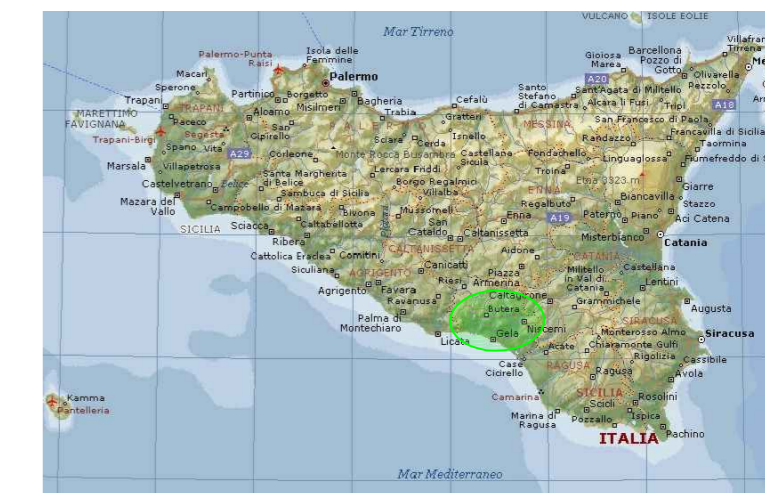 VULCANO
ISOLE EOLIE
Mar Tirreno
Villafran
Tirrena
Palermo-Punta
Raisi
Isola delle
Femmine
Gioiosa
Marea
Barcellona
Pozzo di
Gotto
Me
Macari
Palermo
A20
Olivarella
Sperone
Partinico
Borgetto
Santo
Stefano
di Camastra
Sant'Agata di Militello
Pezzolo
Trapani
TRAPANI
Misilmeri
Bagheria
Cefalù
Alcara li Fusi
Tripi
A18
MARETTIMO
FAVIGNANA
Paceco
Alcamo
Trabia
Gratteri
San Francesco di Paola
Segesta
San
Cipirello
MESSINA
Francavilla di Sicilia
Trapani-Birgi
Spano
Vita
Sciara
Cerda
Isnello
Randazzo
Taormina
Marsala
Villapetrosa
A29
Corleone
Monte Rocca Busambra
Castellana
Sicula
Fondachello
Linguaglossa
Fiumefreddo di S
Castelvetrano
Belice
Santa Margherita
di Belice
Lercara Friddi
Troina
Etna 3323 m
Borgo Regalmici
Villalba
ENNA
Giarre
Mazara del
Vallo
Sambuca di Sicilia
Regalbuto
Biancavilla
Stazzo
Campobello di Mazara
Bivona
Mussomeli
Enna
A19
Paternò
Piano
Aci Catena
SICILIA
Sciacca
Caltabellotta
San
Cataldo
Caltanissetta
Misterbianco
Catania
Ribera
CALTANISSETTA
Aidone
Cattolica Eraclea
Comitini
CATANIA
Siculiana
AGRIGENTO
Canicatti
Piazza
Armerina
Militello
in Val di
Catania
Castellana
Lentini
Agrigento
Favara
Riesi
Ravanusa
Caltagirone
Grammichele
Augusta
Palma di
Montechiaro
Butera
Niscemi
SIRACUSA
Monterosso Almo
Siracusa
Licata
Gela
Acate
Chiaramonte Gulfi
Case
Cicirello
RAGUSA
Rigolizia
Cassibile
Ragusa
Avola
Kamma
Pantelleria
Camarina
SICILIA
Scicli
Rosolini
Marina di
Ragusa
Pozzallo
Ispica
ITALIA
Pachino
Mar Mediterraneo